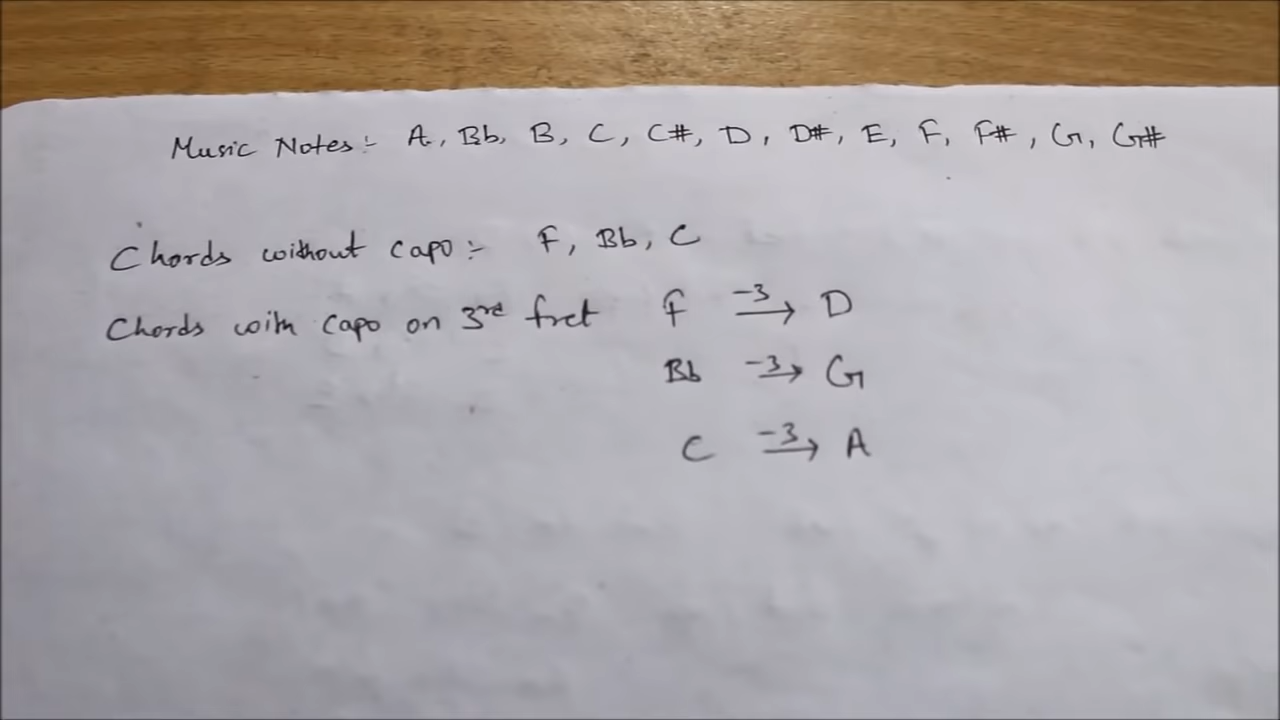 Music Notes:- A, Bb, B, C, C#, D, D#, E, F, F#, G, G#
Chords without capo:- F, Bb, C
Chords with capo on 3rd fret F -3→ D
Bb -3→ G
C -3→ A